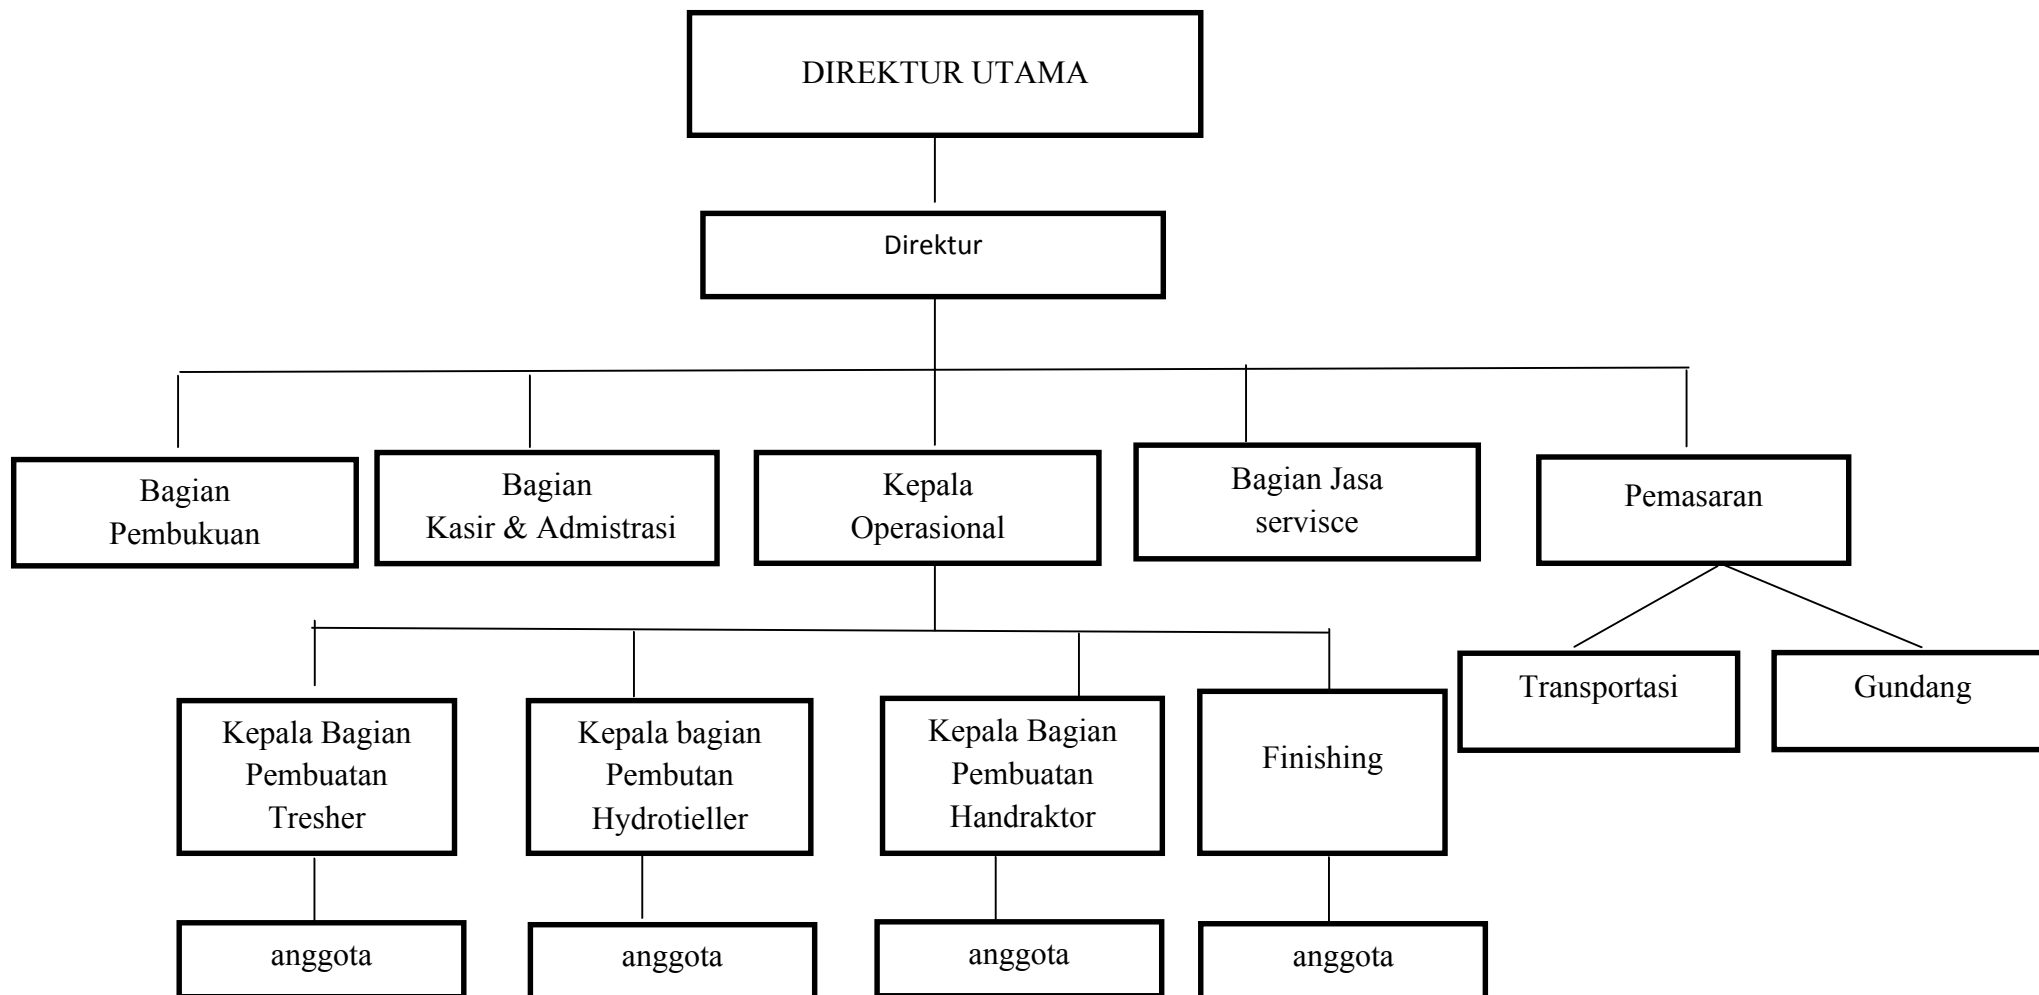 DIREKTUR UTAMA
Direktur
Bagian
Pembukuan
Bagian
Kasir & Admistrasi
Kepala
Operasional
Bagian Jasa
servisce
Pemasaran
Transportasi
Gundang
Kepala Bagian
Pembuatan
Tresher
Kepala bagian
Pembutan
Hydrotieller
Kepala Bagian
Pembuatan
Handraktor
Finishing
anggota
anggota
anggota
anggota